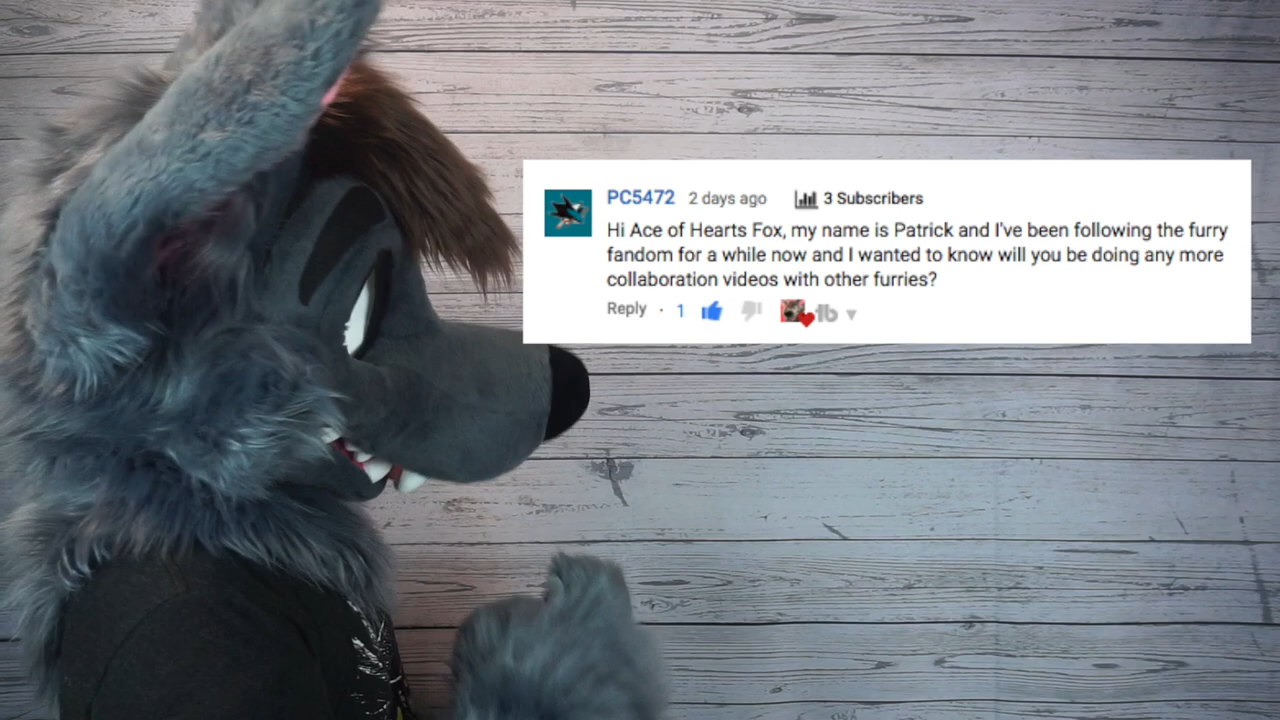 PC5472 2 days ago 3 Subscribers
Hi Ace of Hearts Fox, my name is Patrick and I've been following the furry
fandom for a while now and I wanted to know will you be doing any more
collaboration videos with other furries?
Reply · 1